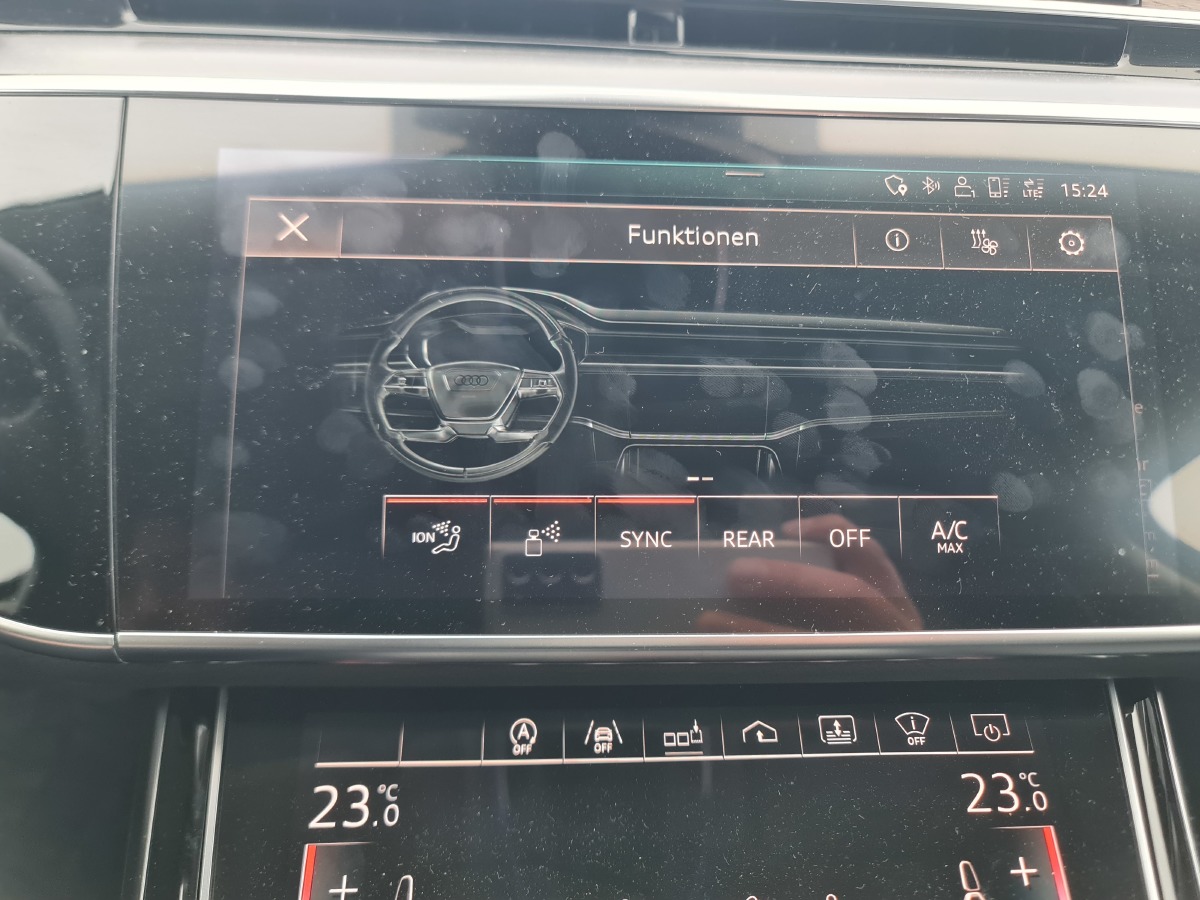 LTE
15:24
Funktionen
ION
SYNC
REAR
OFF
A/C
MAX
A
OFF
OFF
OFF
23.0 °C
23.0 °C
+
+